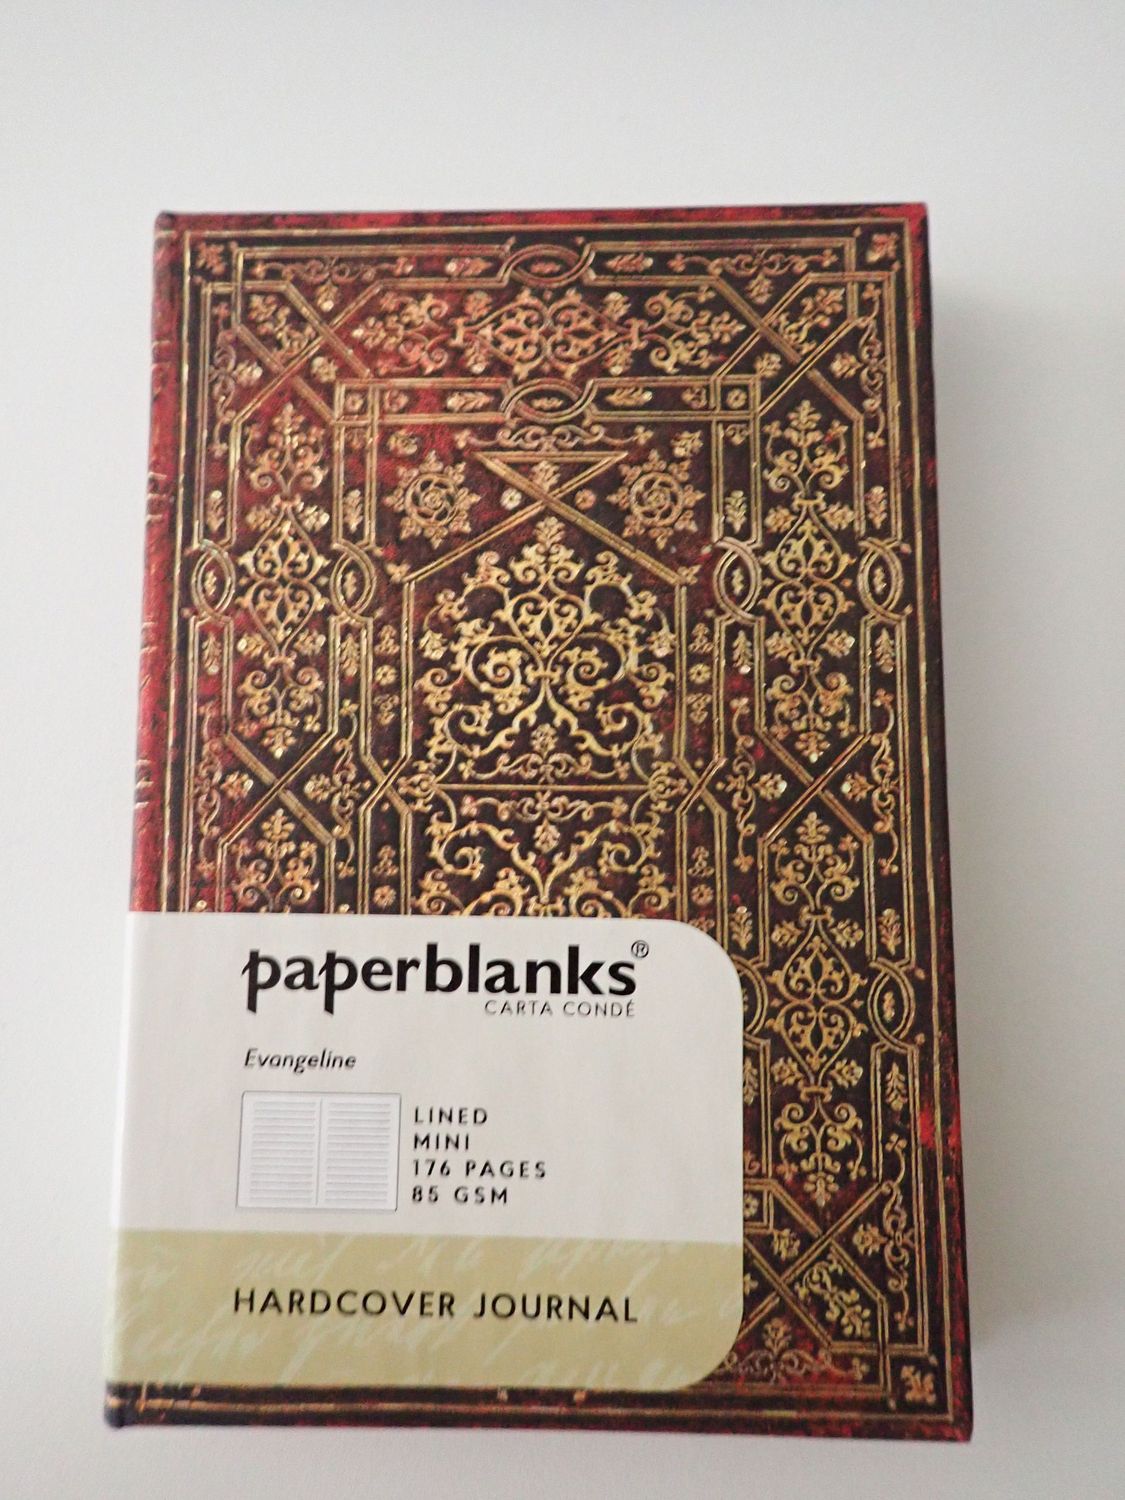 paperblanks®
CARTA CONDÉ
Evangeline
LINED
MINI
176 PAGES
85 GSM
HARDCOVER JOURNAL